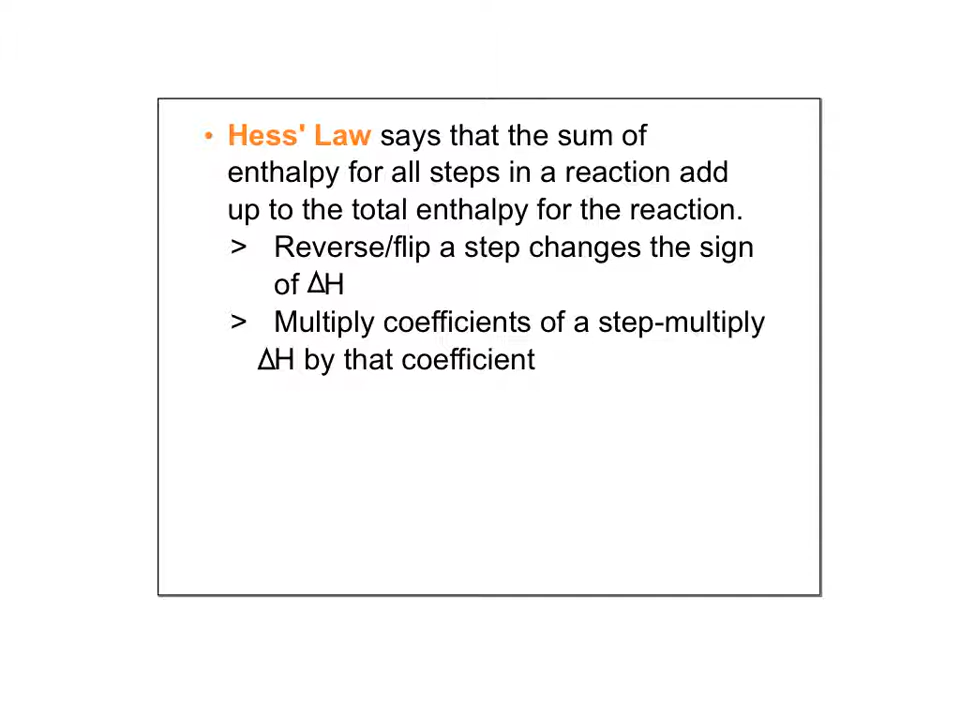 • Hess' Law says that the sum of
enthalpy for all steps in a reaction add
up to the total enthalpy for the reaction.
> Reverse/flip a step changes the sign
of ΔH
> Multiply coefficients of a step-multiply
ΔH by that coefficient